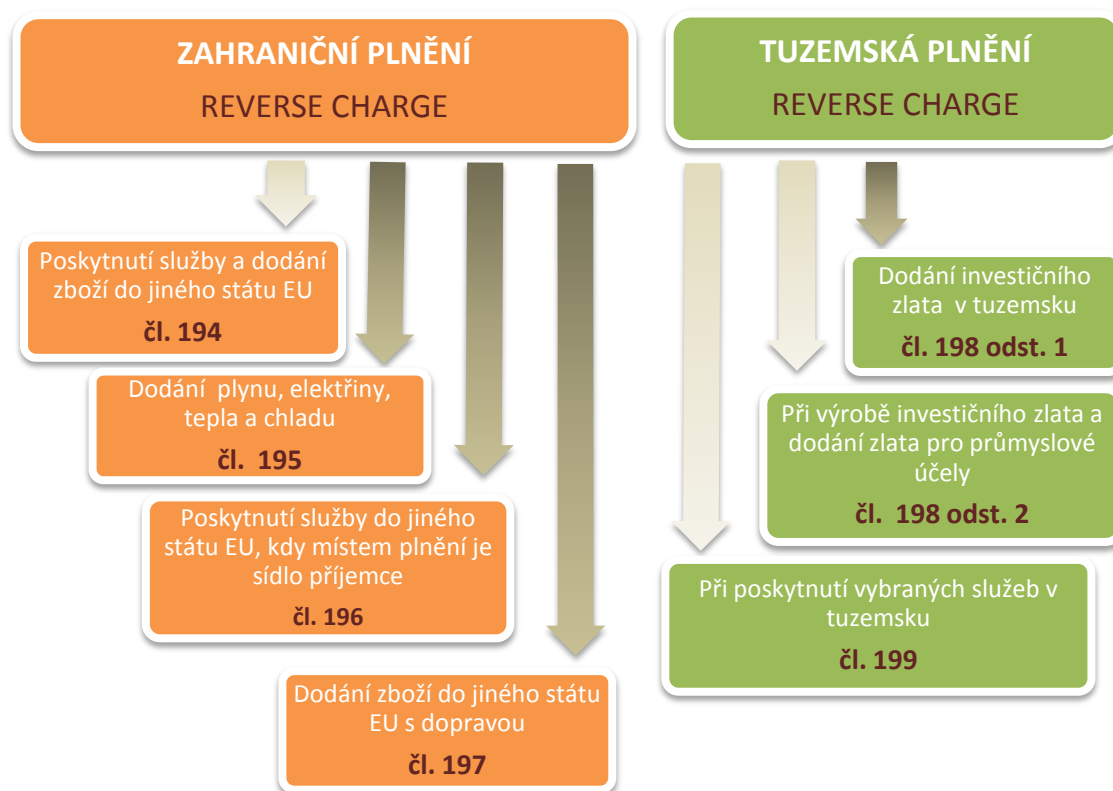 ZAHRANIČNÍ PLNĚNÍ
REVERSE CHARGE
Poskytnutí služby a dodání
zboží do jiného státu EU
čl. 194
Dodání plynu, elektřiny,
tepla a chladu
čl. 195
Poskytnutí služby do jiného
státu EU, kdy místem plnění je
sídlo příjemce
čl. 196
Dodání zboží do jiného státu
EU s dopravou
čl. 197
TUZEMSKÁ PLNĚNÍ
REVERSE CHARGE
Dodání investičního
zlata v tuzemsku
čl. 198 odst. 1
Při výrobě investičního zlata a
dodání zlata pro průmyslové
účely
čl. 198 odst. 2
Při poskytnutí vybraných služeb v
tuzemsku
čl. 199